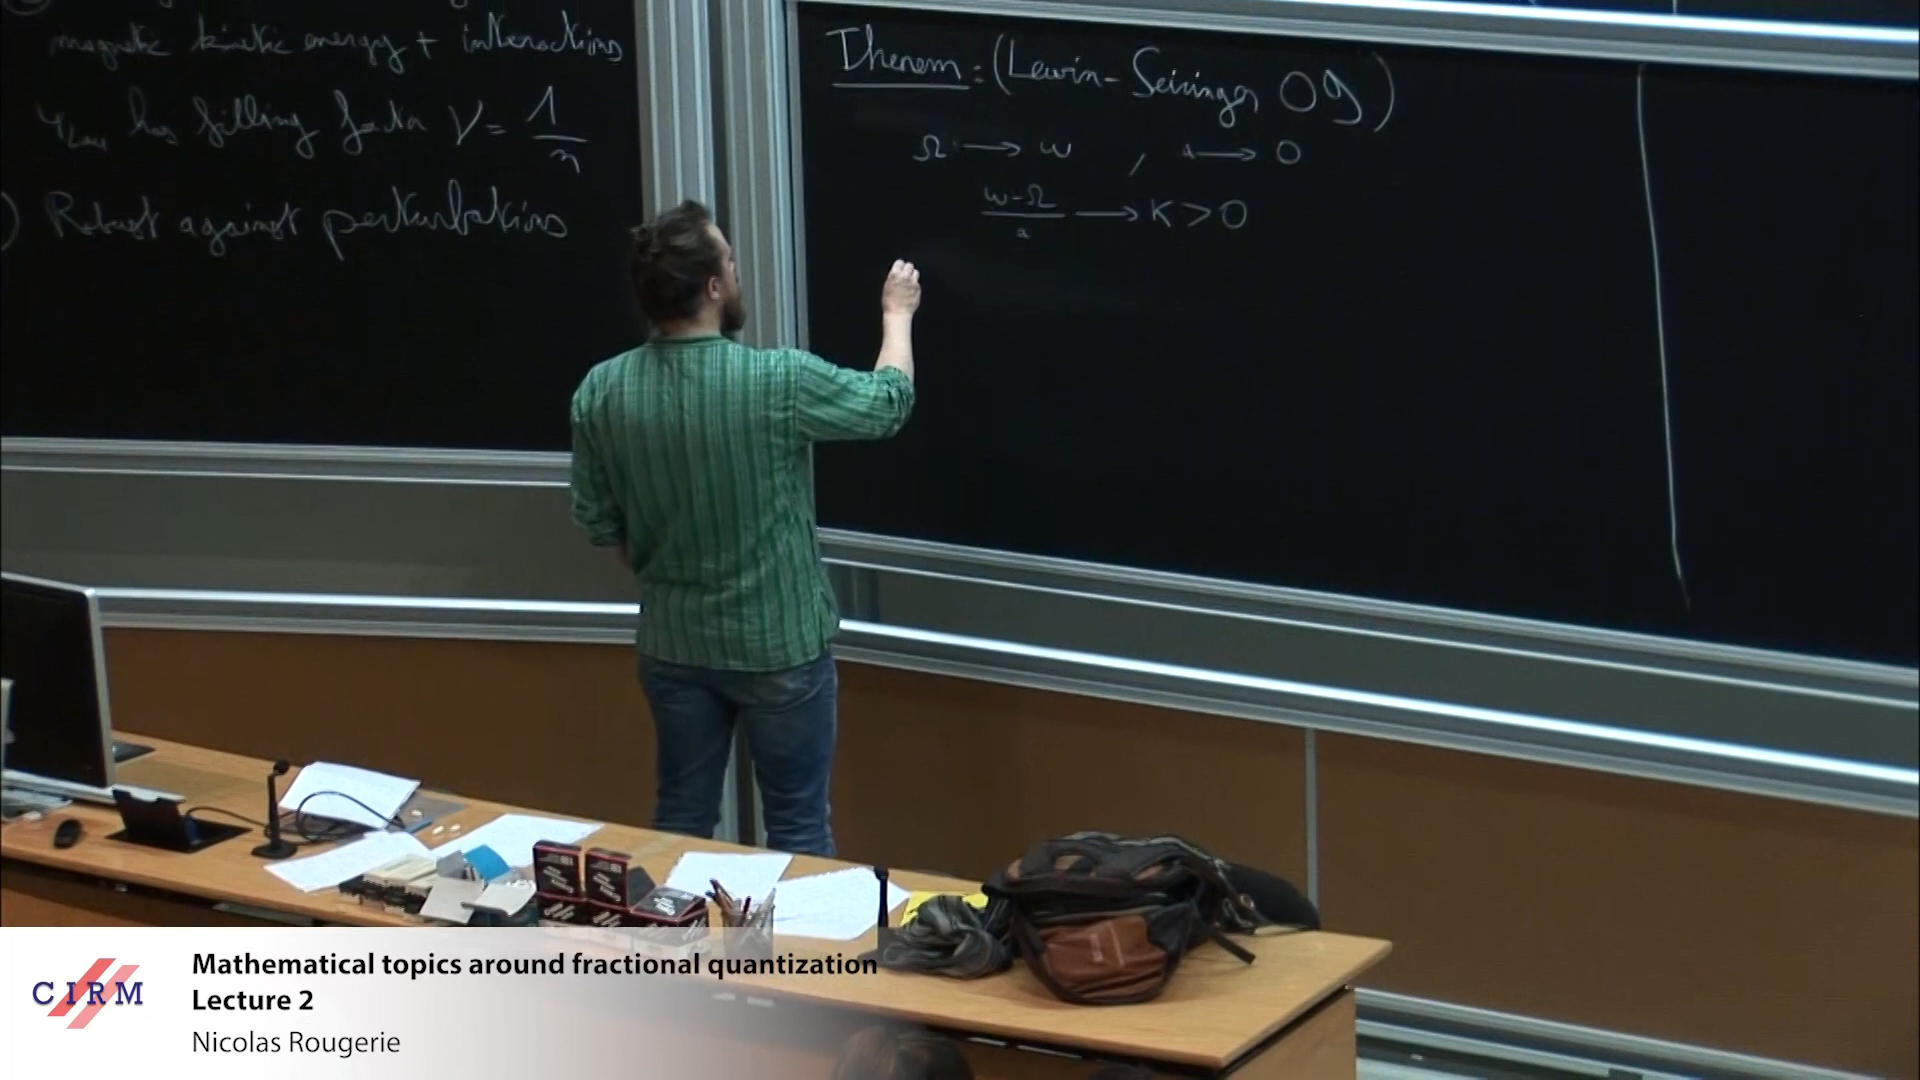 magnetic kinetic energy + interactions
Ψ_Lau has filling factor ν = 1/n
) Robust against perturbations
Theorem : (Lewin-Seiringer 09)
Ω → ω , a → 0
(ω-Ω)/a → K > 0
CIRM
Mathematical topics around fractional quantization
Lecture 2
Nicolas Rougerie